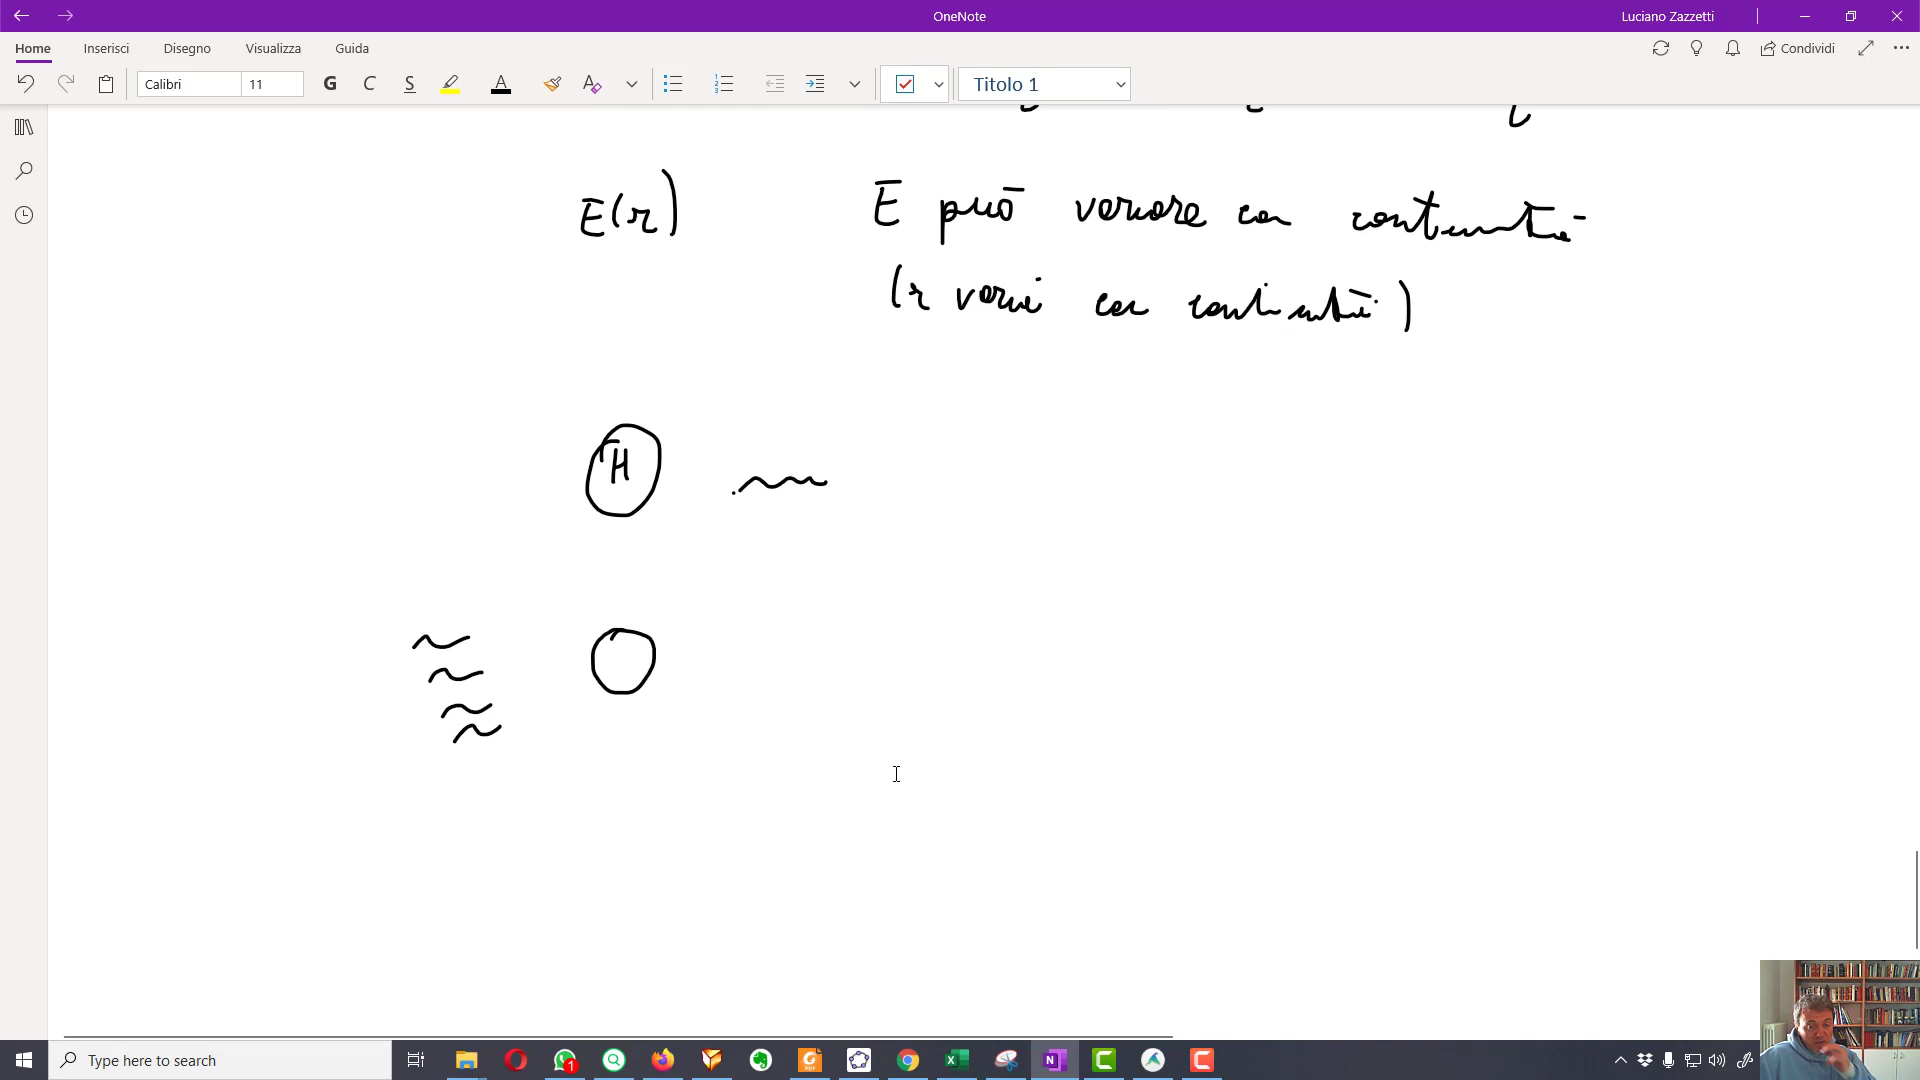 OneNote
Luciano Zazzetti
Home Inserisci Disegno Visualizza Guida
Condividi
Calibri 11 G C S A Titolo 1
E(r) E può variare con continuità
(r varia con continuità)
H
Type here to search
1